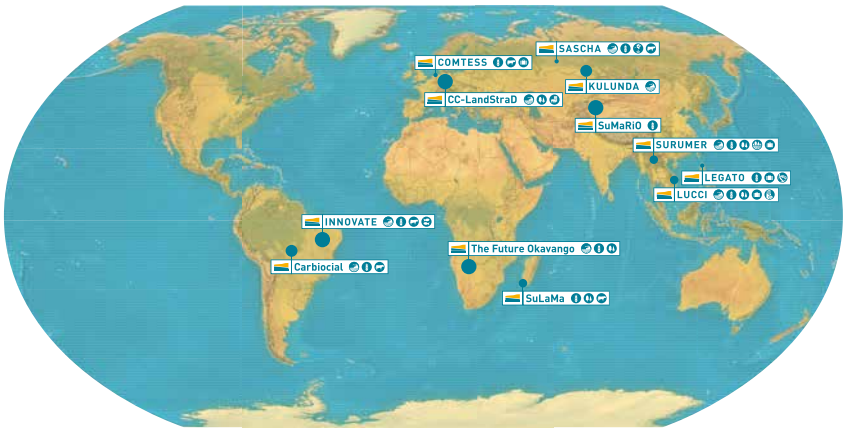 SASCHA
COMTESS
KULUNDA
CC-LandStraD
SuMaRiO
SURUMER
LEGATO
LUCCi
INNOVATE
The Future Okavango
Carbiocial
SuLaMa